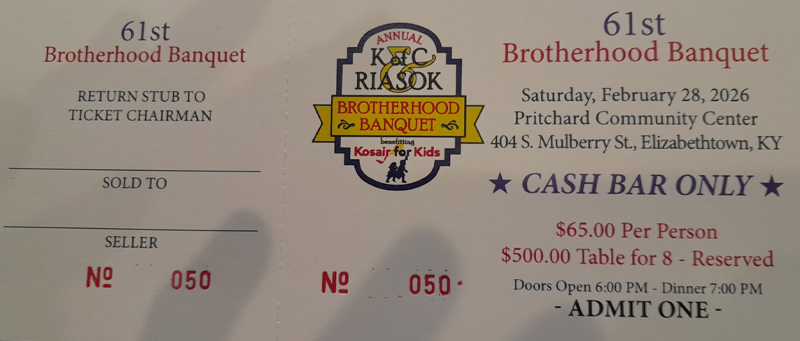 61st
Brotherhood Banquet
RETURN STUB TO
TICKET CHAIRMAN
SOLD TO
SELLER
Nº 050
ANNUAL
K of C
&
RIASOK
BROTHERHOOD
BANQUET
benefitting
Kosair for Kids
Nº 050
61st
Brotherhood Banquet
Saturday, February 28, 2026
Pritchard Community Center
404 S. Mulberry St., Elizabethtown, KY
★ CASH BAR ONLY ★
$65.00 Per Person
$500.00 Table for 8 - Reserved
Doors Open 6:00 PM - Dinner 7:00 PM
- ADMIT ONE -